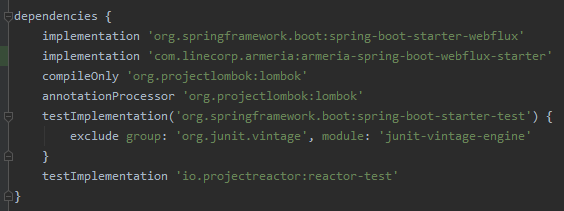 dependencies {
    implementation 'org.springframework.boot:spring-boot-starter-webflux'
    implementation 'com.linecorp.armeria:armeria-spring-boot-webflux-starter'
    compileOnly 'org.projectlombok:lombok'
    annotationProcessor 'org.projectlombok:lombok'
    testImplementation('org.springframework.boot:spring-boot-starter-test') {
        exclude group: 'org.junit.vintage', module: 'junit-vintage-engine'
    }
    testImplementation 'io.projectreactor:reactor-test'
}